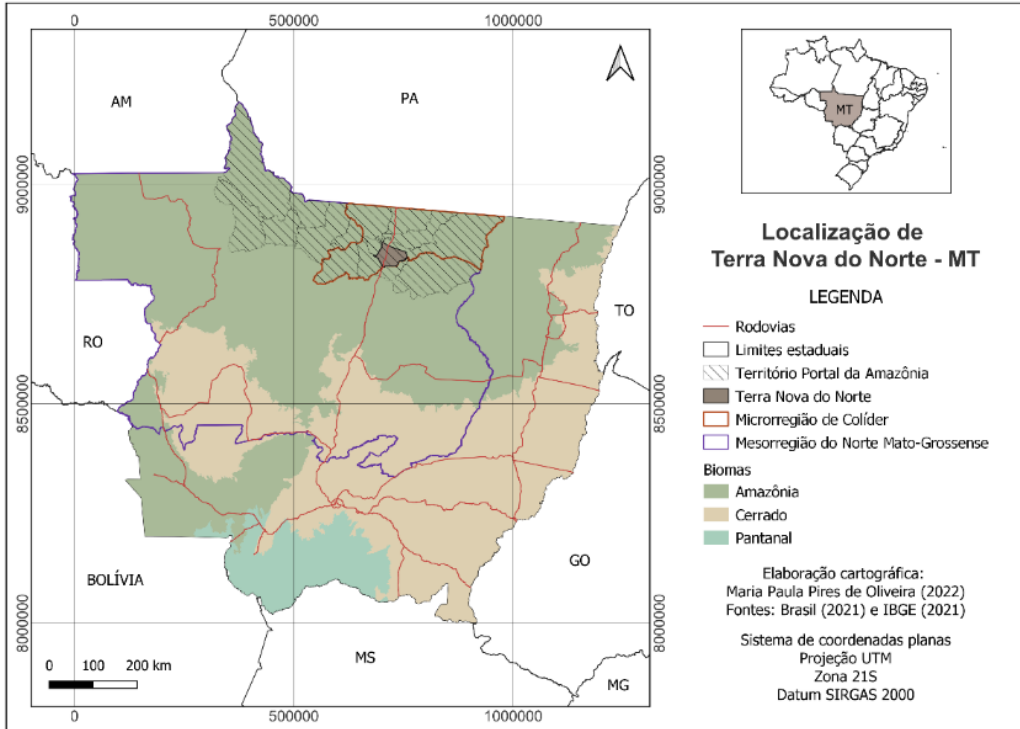 0 500000 1000000
AM
PA
MT
9000000 9000000
Localização de
Terra Nova do Norte - MT
LEGENDA
TO
RO
Rodovias
Limites estaduais
Território Portal da Amazônia
Terra Nova do Norte
Microrregião de Colíder
Mesorregião do Norte Mato-Grossense
8500000 8500000
Biomas
Amazônia
Cerrado
Pantanal
GO
BOLÍVIA
Elaboração cartográfica:
Maria Paula Pires de Oliveira (2022)
Fontes: Brasil (2021) e IBGE (2021)
8000000 8000000
Sistema de coordenadas planas
Projeção UTM
Zona 21S
Datum SIRGAS 2000
MS
0 100 200 km
MG
0 500000 1000000